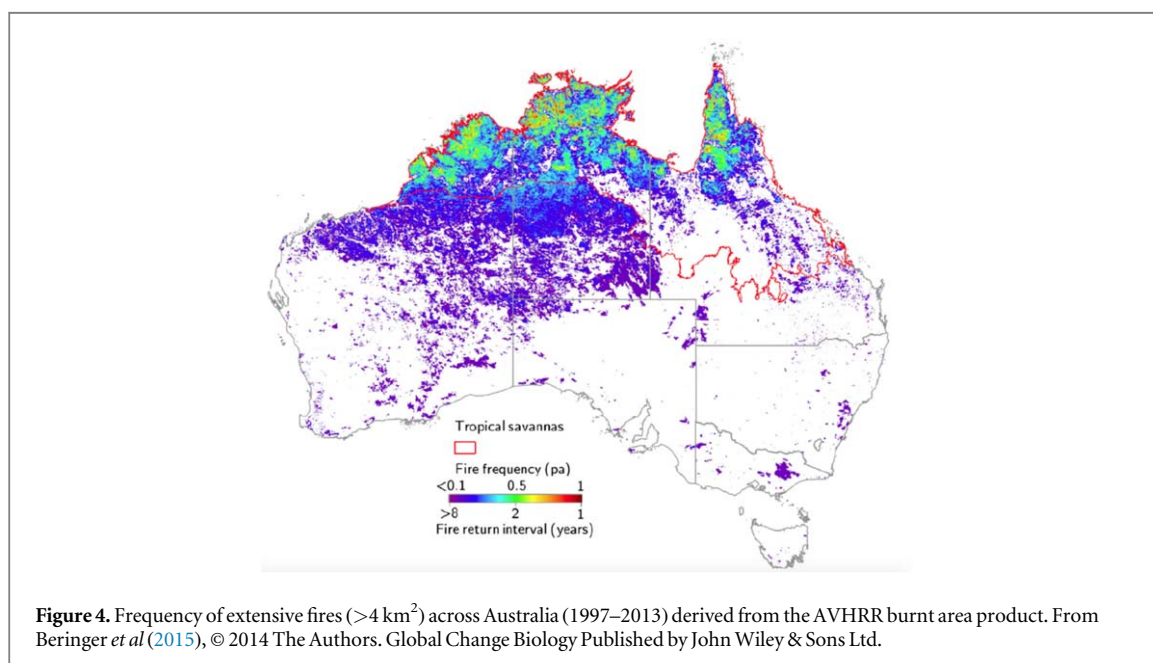 Tropical savannas
Fire frequency (pa)
<0.1 0.5 1
>8 2 1
Fire return interval (years)
Figure 4. Frequency of extensive fires (>4 km²) across Australia (1997–2013) derived from the AVHRR burnt area product. From
Beringer et al (2015), © 2014 The Authors. Global Change Biology Published by John Wiley & Sons Ltd.